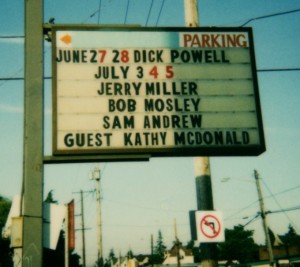 PARKING
JUNE 27 28 DICK POWELL
JULY 3 4 5
JERRY MILLER
BOB MOSLEY
SAM ANDREW
GUEST KATHY MCDONALD